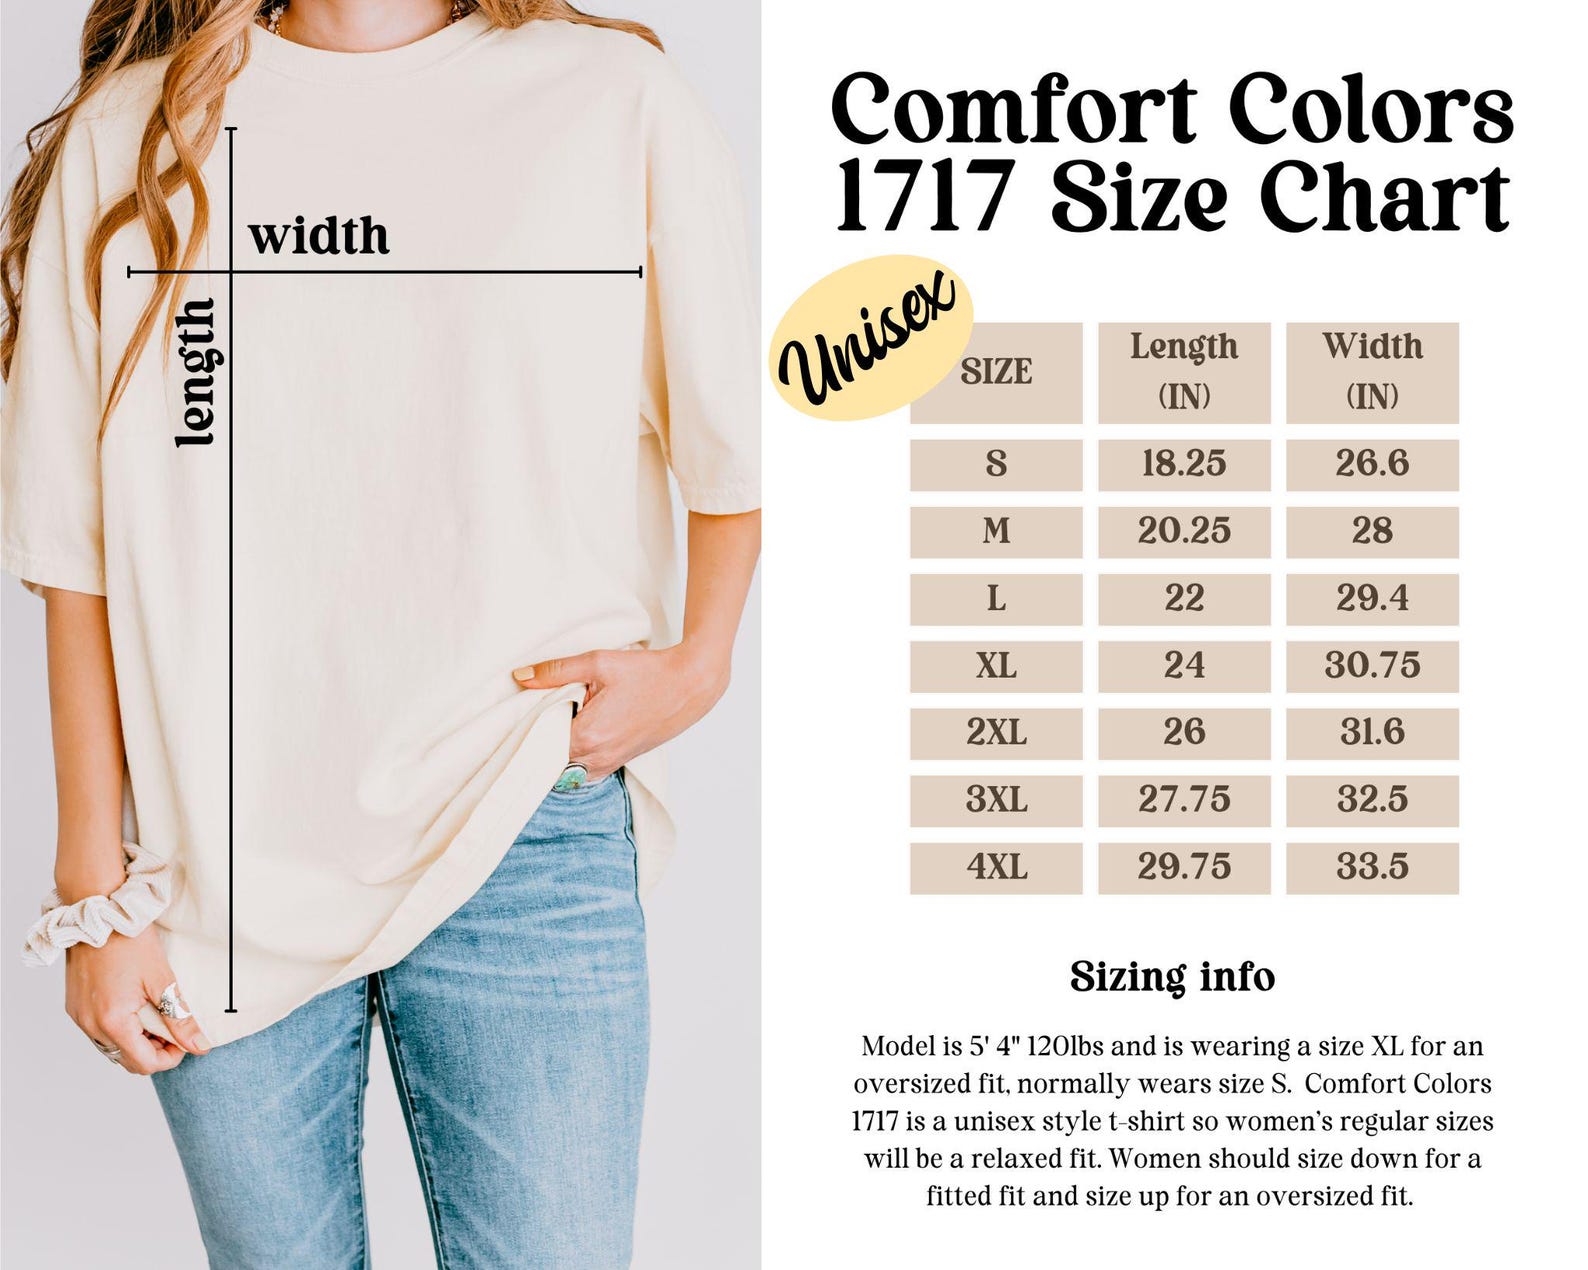 width
length
Comfort Colors
1717 Size Chart
Unisex
SIZE Length (IN) Width (IN)
S 18.25 26.6
M 20.25 28
L 22 29.4
XL 24 30.75
2XL 26 31.6
3XL 27.75 32.5
4XL 29.75 33.5
Sizing info
Model is 5' 4" 120lbs and is wearing a size XL for an
oversized fit, normally wears size S. Comfort Colors
1717 is a unisex style t-shirt so women’s regular sizes
will be a relaxed fit. Women should size down for a
fitted fit and size up for an oversized fit.